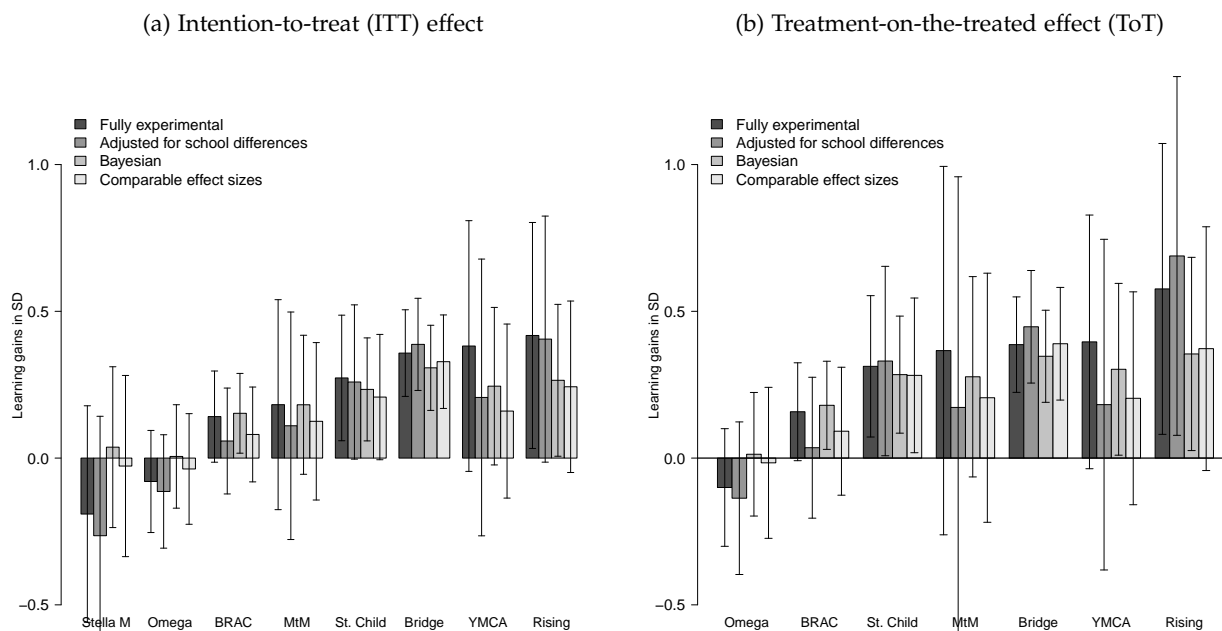 (a) Intention-to-treat (ITT) effect
Fully experimental
Adjusted for school differences
Bayesian
Comparable effect sizes
Learning gains in SD
1.0
0.5
0.0
−0.5
Stella M Omega BRAC MtM St. Child Bridge YMCA Rising
(b) Treatment-on-the-treated effect (ToT)
Fully experimental
Adjusted for school differences
Bayesian
Comparable effect sizes
Learning gains in SD
1.0
0.5
0.0
−0.5
Omega BRAC St. Child MtM Bridge YMCA Rising